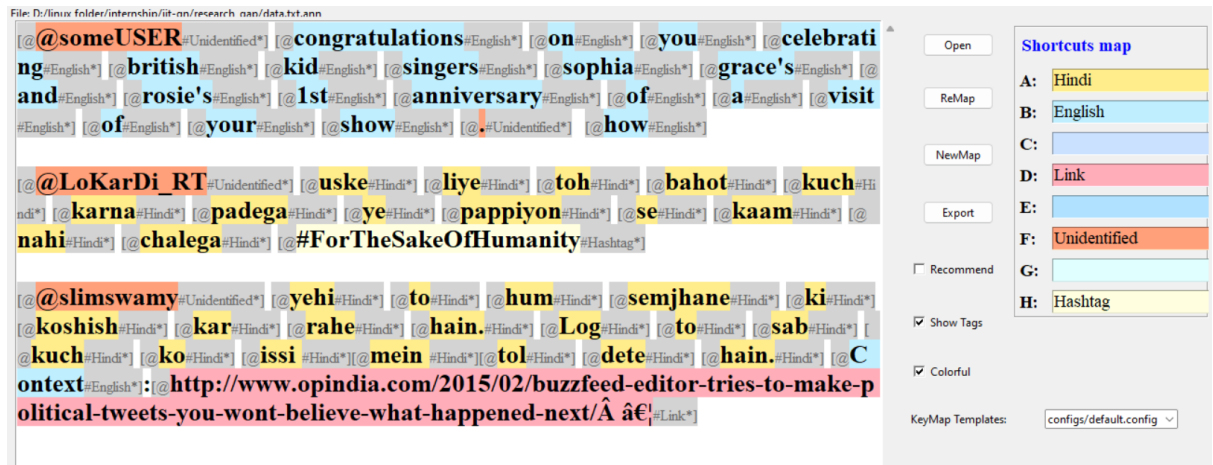 File: D:/linux folder/internship/iit-gn/research_gap/data.txt.ann
[@@someUSER#Unidentified*] [@congratulations#English*] [@on#English*] [@you#English*] [@celebrati
ng#English*] [@british#English*] [@kid#English*] [@singers#English*] [@sophia#English*] [@grace's#English*] [@
and#English*] [@rosie's#English*] [@1st#English*] [@anniversary#English*] [@of#English*] [@a#English*] [@visit
#English*] [@of#English*] [@your#English*] [@show#English*] [@.#Unidentified*] [@how#English*]
[@@LoKarDi_RT#Unidentified*] [@uske#Hindi*] [@liye#Hindi*] [@toh#Hindi*] [@bahot#Hindi*] [@kuch#Hi
ndi*] [@karna#Hindi*] [@padega#Hindi*] [@ye#Hindi*] [@pappiyon#Hindi*] [@se#Hindi*] [@kaam#Hindi*] [@
nahi#Hindi*] [@chalega#Hindi*] [@#ForTheSakeOfHumanity#Hashtag*]
[@@slimswamy#Unidentified*] [@yehi#Hindi*] [@to#Hindi*] [@hum#Hindi*] [@semjhane#Hindi*] [@ki#Hindi*]
[@koshish#Hindi*] [@kar#Hindi*] [@rahe#Hindi*] [@hain.#Hindi*] [@Log#Hindi*] [@to#Hindi*] [@sab#Hindi*] [
@kuch#Hindi*] [@ko#Hindi*] [@issi #Hindi*][@mein #Hindi*][@tol#Hindi*] [@dete#Hindi*] [@hain.#Hindi*] [@C
ontext#English*]:[@http://www.opindia.com/2015/02/buzzfeed-editor-tries-to-make-p
olitical-tweets-you-wont-believe-what-happened-next/Â â€¦#Link*]
Open
ReMap
NewMap
Export
Recommend
Show Tags
Colorful
KeyMap Templates: configs/default.config
Shortcuts map
A: Hindi
B: English
C:
D: Link
E:
F: Unidentified
G:
H: Hashtag